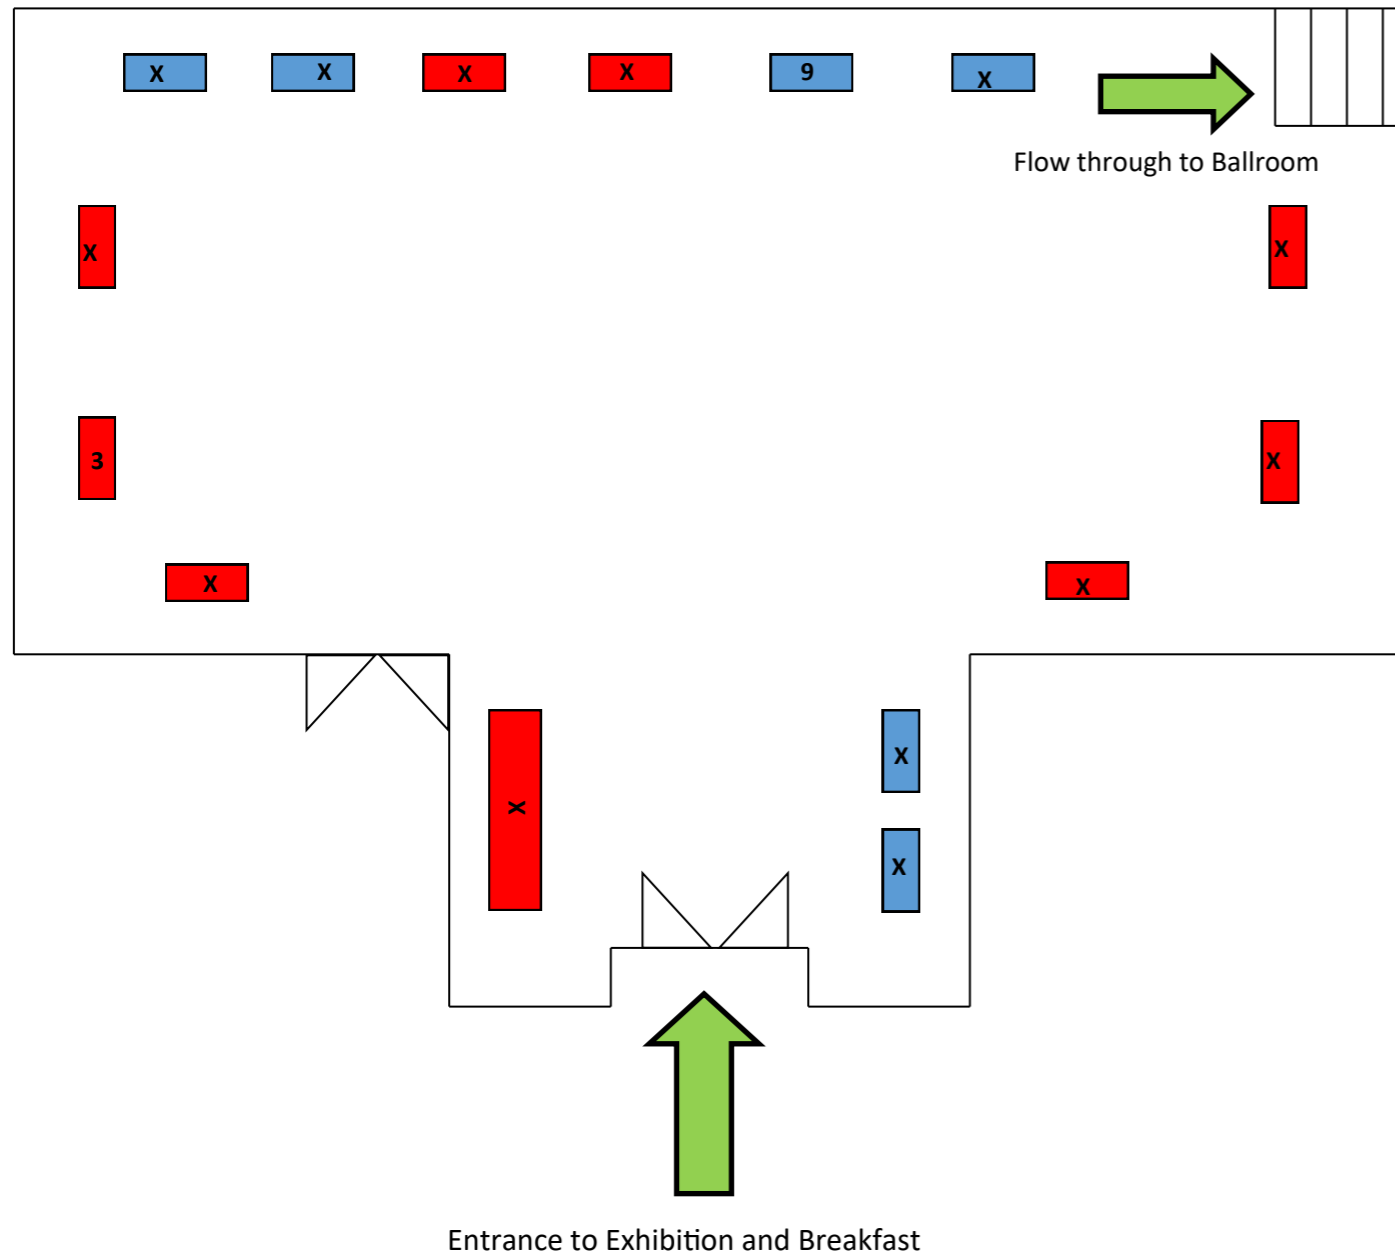 X X X X 9 X
Flow through to Ballroom
X X
3 X
X X
X X
X
Entrance to Exhibition and Breakfast